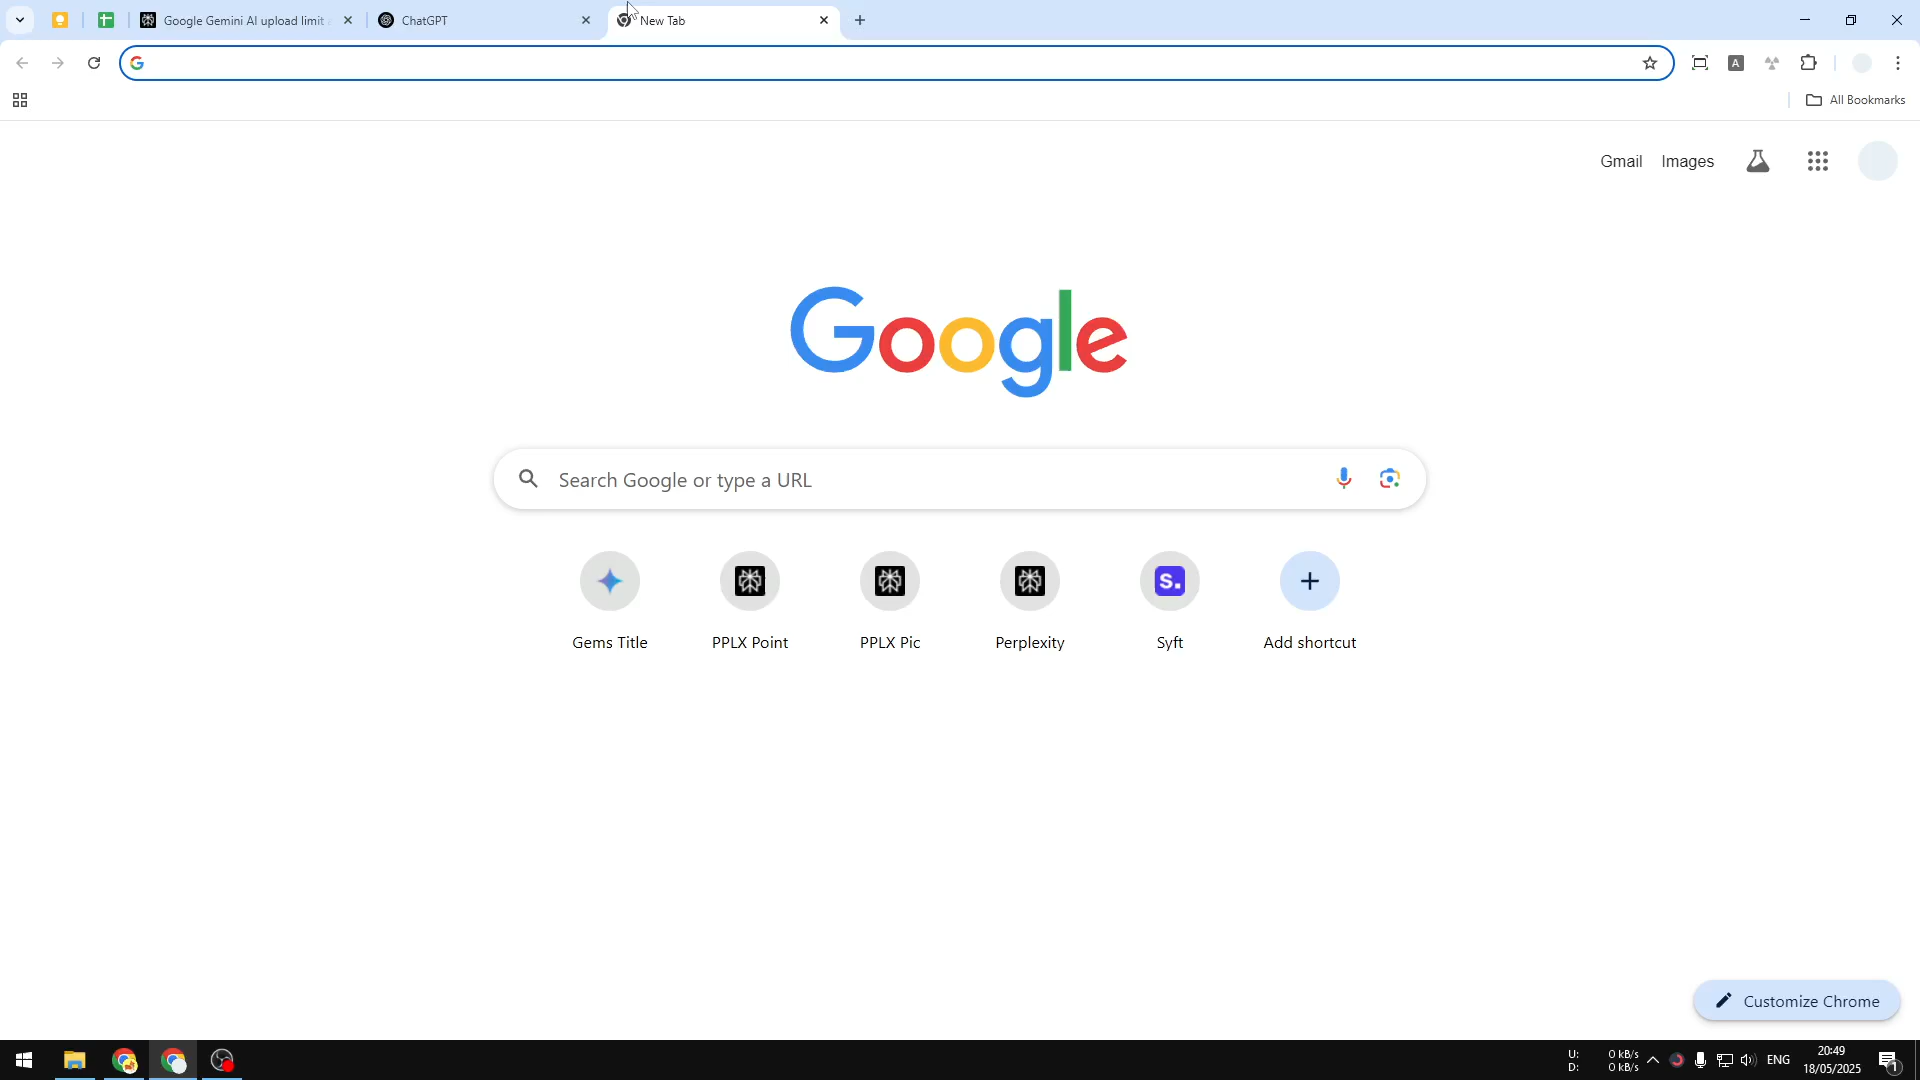 Google Gemini AI upload limit
ChatGPT
New Tab
A
All Bookmarks
Gmail
Images
Google
Search Google or type a URL
S.
Gems Title
PPLX Point
PPLX Pic
Perplexity
Syft
Add shortcut
Customize Chrome
U: 0 kB/s
D: 0 kB/s
ENG
20:49
18/05/2025
1